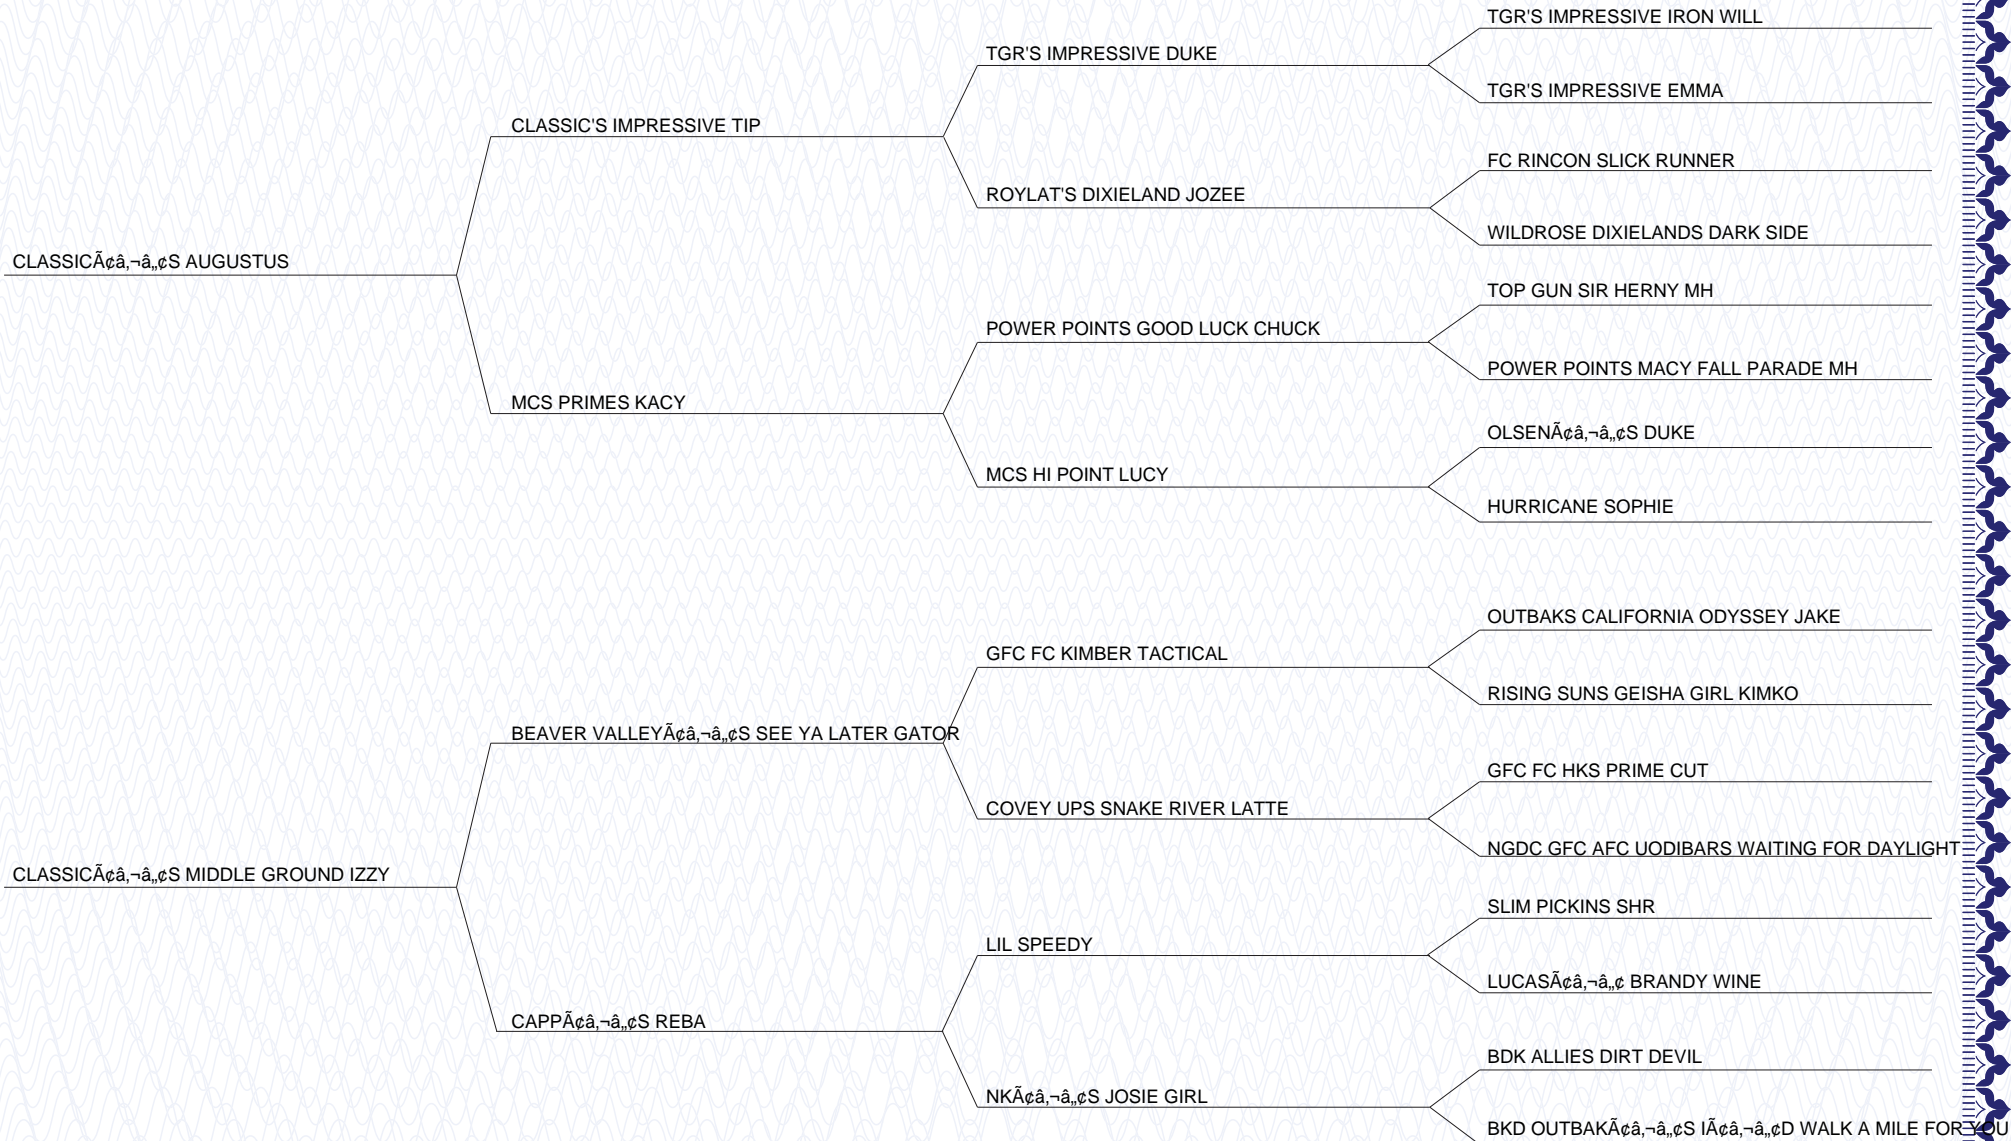 TGR'S IMPRESSIVE IRON WILL
TGR'S IMPRESSIVE DUKE
TGR'S IMPRESSIVE EMMA
CLASSIC'S IMPRESSIVE TIP
FC RINCON SLICK RUNNER
ROYLAT'S DIXIELAND JOZEE
WILDROSE DIXIELANDS DARK SIDE
CLASSICÃ¢â‚¬â„¢S AUGUSTUS
TOP GUN SIR HERNY MH
POWER POINTS GOOD LUCK CHUCK
POWER POINTS MACY FALL PARADE MH
MCS PRIMES KACY
OLSENÃ¢â‚¬â„¢S DUKE
MCS HI POINT LUCY
HURRICANE SOPHIE
OUTBAKS CALIFORNIA ODYSSEY JAKE
GFC FC KIMBER TACTICAL
RISING SUNS GEISHA GIRL KIMKO
BEAVER VALLEYÃ¢â‚¬â„¢S SEE YA LATER GATOR
GFC FC HKS PRIME CUT
COVEY UPS SNAKE RIVER LATTE
NGDC GFC AFC UODIBARS WAITING FOR DAYLIGHT
CLASSICÃ¢â‚¬â„¢S MIDDLE GROUND IZZY
SLIM PICKINS SHR
LIL SPEEDY
LUCASÃ¢â‚¬â„¢ BRANDY WINE
CAPPÃ¢â‚¬â„¢S REBA
BDK ALLIES DIRT DEVIL
NKÃ¢â‚¬â„¢S JOSIE GIRL
BKD OUTBAKÃ¢â‚¬â„¢S IÃ¢â‚¬â„¢D WALK A MILE FOR YOU